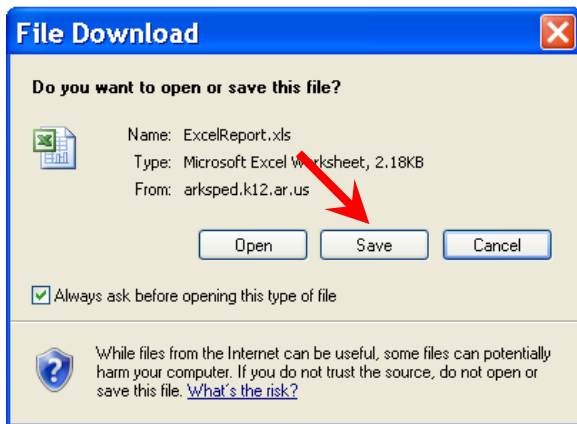 File Download
Do you want to open or save this file?
Name: ExcelReport.xls
Type: Microsoft Excel Worksheet, 2.18KB
From: arksped.k12.ar.us
Open Save Cancel
Always ask before opening this type of file
While files from the Internet can be useful, some files can potentially
harm your computer. If you do not trust the source, do not open or
save this file. What's the risk?